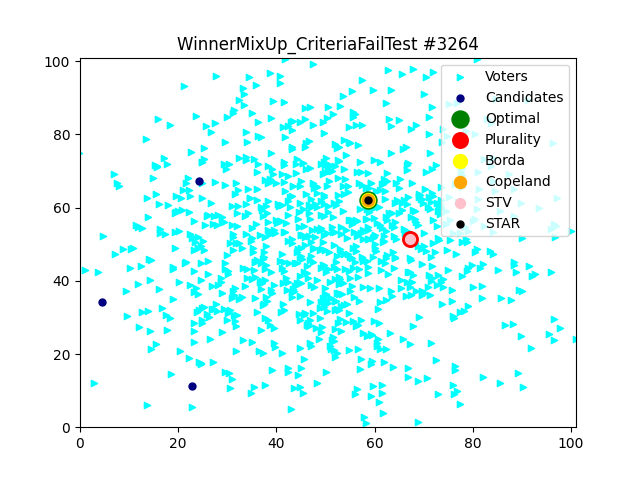 WinnerMixUp_CriteriaFailTest #3264
100
80
60
40
20
0
0
20
40
60
80
100
Voters
Candidates
Optimal
Plurality
Borda
Copeland
STV
STAR